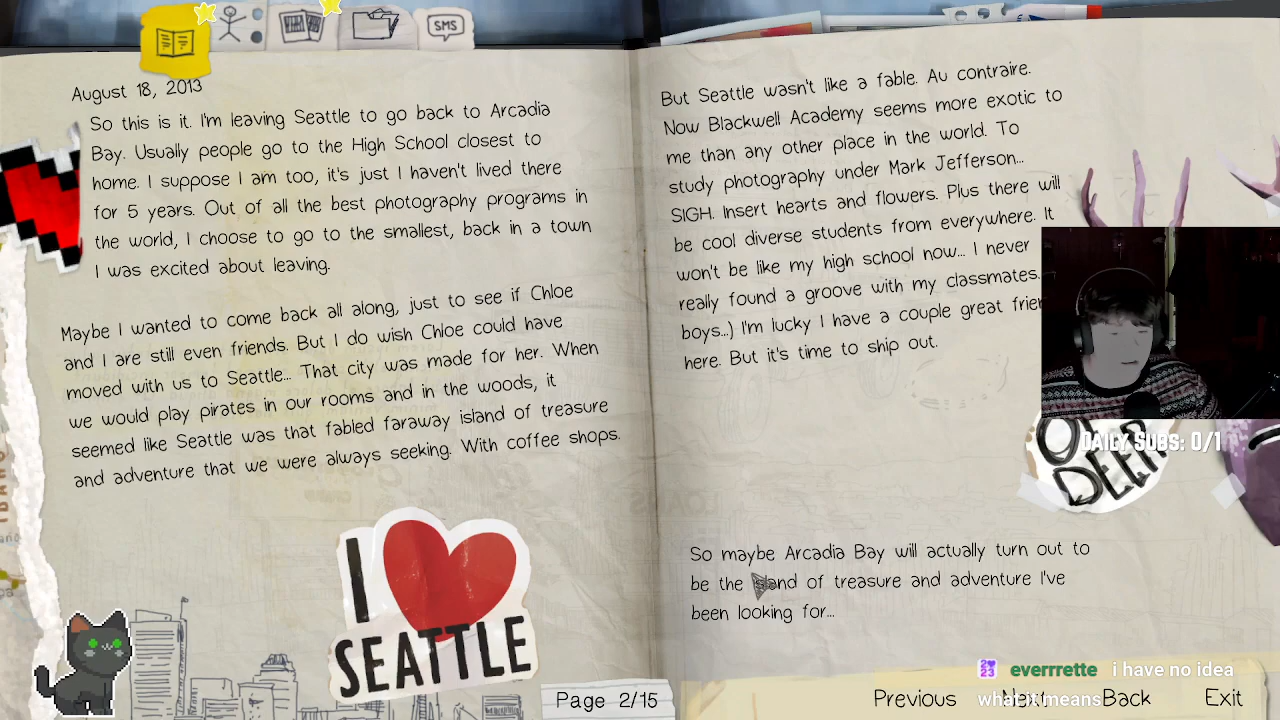 SMS
August 18, 2013
So this is it. I'm leaving Seattle to go back to Arcadia
Bay. Usually people go to the High School closest to
home. I suppose I am too, it's just I haven't lived there
for 5 years. Out of all the best photography programs in
the world, I choose to go to the smallest, back in a town
I was excited about leaving.
Maybe I wanted to come back all along, just to see if Chloe
and I are still even friends. But I do wish Chloe could have
moved with us to Seattle... That city was made for her. When
we would play pirates in our rooms and in the woods, it
seemed like Seattle was that fabled faraway island of treasure
and adventure that we were always seeking. With coffee shops.
I
SEATTLE
Page 2/15
But Seattle wasn't like a fable. Au contraire.
Now Blackwell Academy seems more exotic to
me than any other place in the world. To
study photography under Mark Jefferson...
SIGH. Insert hearts and flowers. Plus there will
be cool diverse students from everywhere. It
won't be like my high school now... I never
really found a groove with my classmates.
boys...) I'm lucky I have a couple great
here. But it's time to ship out.
DAILY SUBS: 0/1
DEER
So maybe Arcadia Bay will actually turn out to
be the island of treasure and adventure I've
been looking for...
everrrette i have no idea
what x means
Previous Next Back Exit